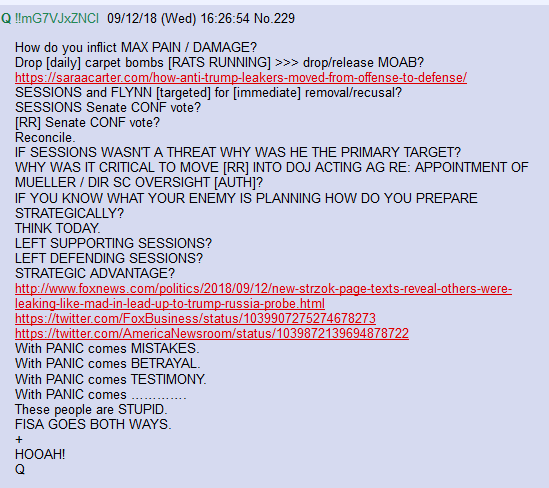 Q !!mG7VJxZNCI 09/12/18 (Wed) 16:26:54 No.229
How do you inflict MAX PAIN / DAMAGE?
Drop [daily] carpet bombs [RATS RUNNING] >>> drop/release MOAB?
https://saraacarter.com/how-anti-trump-leakers-moved-from-offense-to-defense/
SESSIONS and FLYNN [targeted] for [immediate] removal/recusal?
SESSIONS Senate CONF vote?
[RR] Senate CONF vote?
Reconcile.
IF SESSIONS WASN'T A THREAT WHY WAS HE THE PRIMARY TARGET?
WHY WAS IT CRITICAL TO MOVE [RR] INTO DOJ ACTING AG RE: APPOINTMENT OF
MUELLER / DIR SC OVERSIGHT [AUTH]?
IF YOU KNOW WHAT YOUR ENEMY IS PLANNING HOW DO YOU PREPARE
STRATEGICALLY?
THINK TODAY.
LEFT SUPPORTING SESSIONS?
LEFT DEFENDING SESSIONS?
STRATEGIC ADVANTAGE?
http://www.foxnews.com/politics/2018/09/12/new-strzok-page-texts-reveal-others-were-
leaking-like-mad-in-lead-up-to-trump-russia-probe.html
https://twitter.com/FoxBusiness/status/1039907275274678273
https://twitter.com/AmericaNewsroom/status/1039872139694878722
With PANIC comes MISTAKES.
With PANIC comes BETRAYAL.
With PANIC comes TESTIMONY.
With PANIC comes ………….
These people are STUPID.
FISA GOES BOTH WAYS.
+
HOOAH!
Q